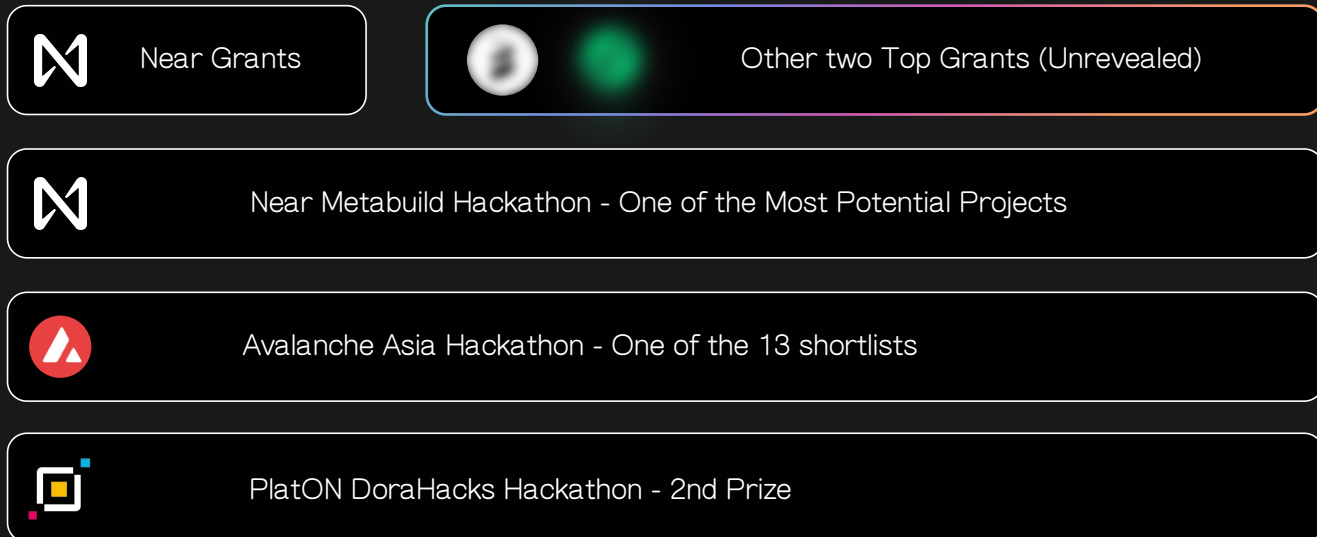 Near Grants
Other two Top Grants (Unrevealed)
Near Metabuild Hackathon - One of the Most Potential Projects
Avalanche Asia Hackathon - One of the 13 shortlists
PlatON DoraHacks Hackathon - 2nd Prize